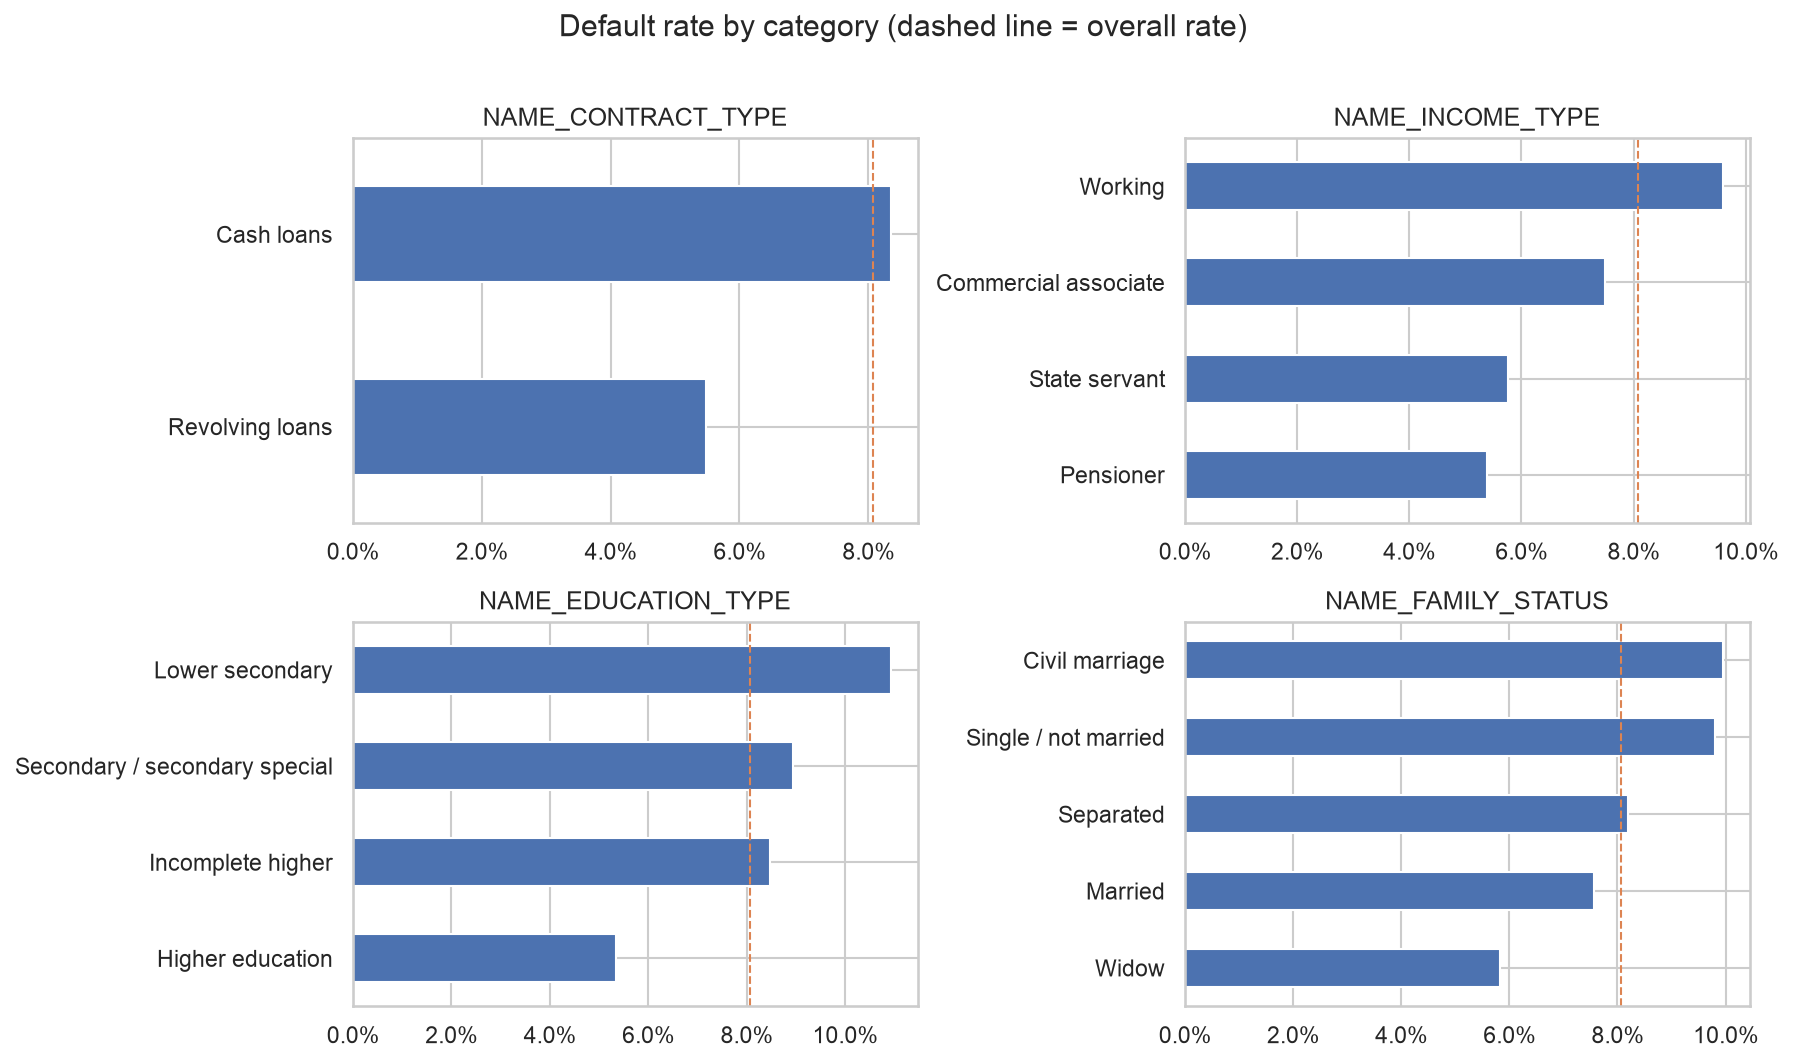 Default rate by category (dashed line = overall rate)
NAME_CONTRACT_TYPE
Cash loans
Revolving loans
0.0% 2.0% 4.0% 6.0% 8.0%
NAME_INCOME_TYPE
Working
Commercial associate
State servant
Pensioner
0.0% 2.0% 4.0% 6.0% 8.0% 10.0%
NAME_EDUCATION_TYPE
Lower secondary
Secondary / secondary special
Incomplete higher
Higher education
0.0% 2.0% 4.0% 6.0% 8.0% 10.0%
NAME_FAMILY_STATUS
Civil marriage
Single / not married
Separated
Married
Widow
0.0% 2.0% 4.0% 6.0% 8.0% 10.0%